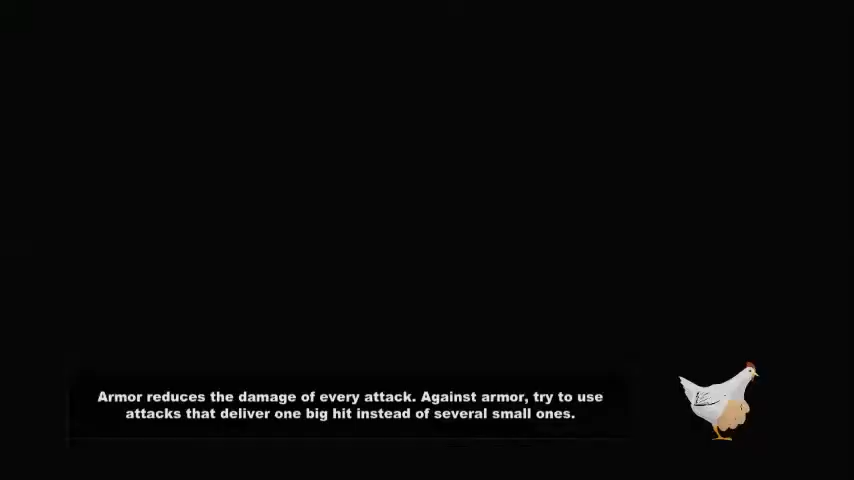 Armor reduces the damage of every attack. Against armor, try to use
attacks that deliver one big hit instead of several small ones.